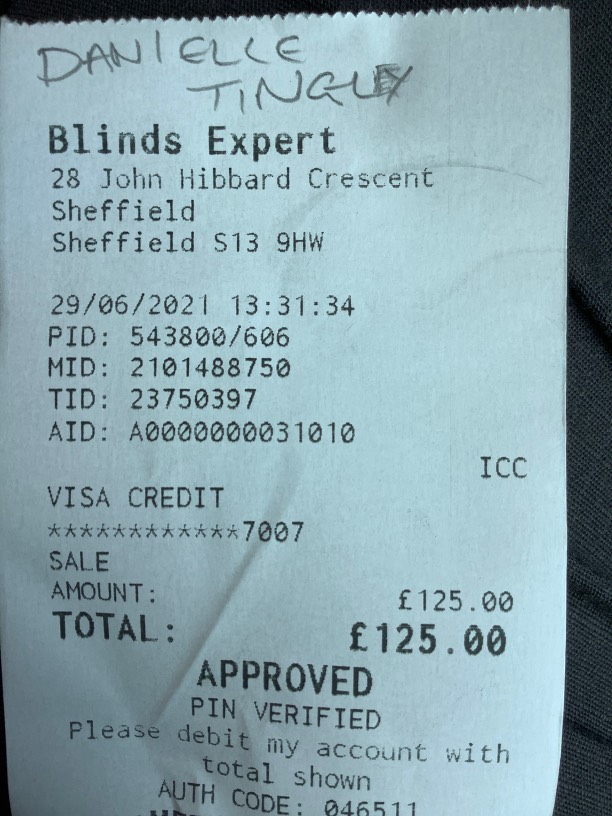 DANIELLE
TINGLEY
Blinds Expert
28 John Hibbard Crescent
Sheffield
Sheffield S13 9HW
29/06/2021 13:31:34
PID: 543800/606
MID: 2101488750
TID: 23750397
AID: A0000000031010
ICC
VISA CREDIT
************7007
SALE
AMOUNT: £125.00
TOTAL: £125.00
APPROVED
PIN VERIFIED
Please debit my account with
total shown
AUTH CODE: 046511